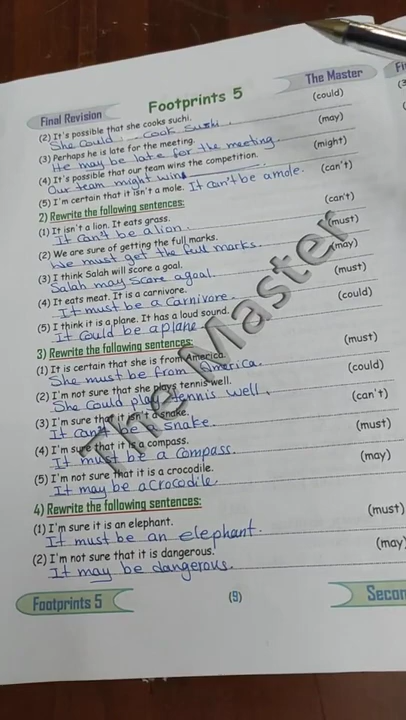 Final Revision
Footprints 5
The Master
(2) It's possible that she cooks suchi.
(could)
She could cook sushi.
(3) Perhaps he is late for the meeting.
(may)
He may be late for the meeting.
(4) It's possible that our team wins the competition.
(might)
Our team might wins
(5) I'm certain that it isn't a mole. It can't be a mole.
(can't)
2) Rewrite the following sentences:
(1) It isn't a lion. It eats grass.
(can't)
It can't be a lion.
(2) We are sure of getting the full marks.
(must)
We must get the full marks.
(3) I think Salah will score a goal.
(may)
Salah may score a goal.
(4) It eats meat. It is a carnivore.
(must)
It must be a carnivore.
(5) I think it is a plane. It has a loud sound.
(could)
It could be a plane
3) Rewrite the following sentences:
(1) It is certain that she is from America.
(must)
She must be from America.
(2) I'm not sure that she plays tennis well.
(could)
She could play tennis well.
(3) I'm sure that it isn't a snake.
(can't)
It can't be a snake.
(4) I'm sure that it is a compass.
(must)
It must be a compass.
(5) I'm not sure that it is a crocodile.
(may)
It may be a crocodile.
4) Rewrite the following sentences:
(1) I'm sure it is an elephant.
(must)
It must be an elephant.
(2) I'm not sure that it is dangerous.
(may)
It may be dangerous.
The Master
Footprints 5
(9)
Secon